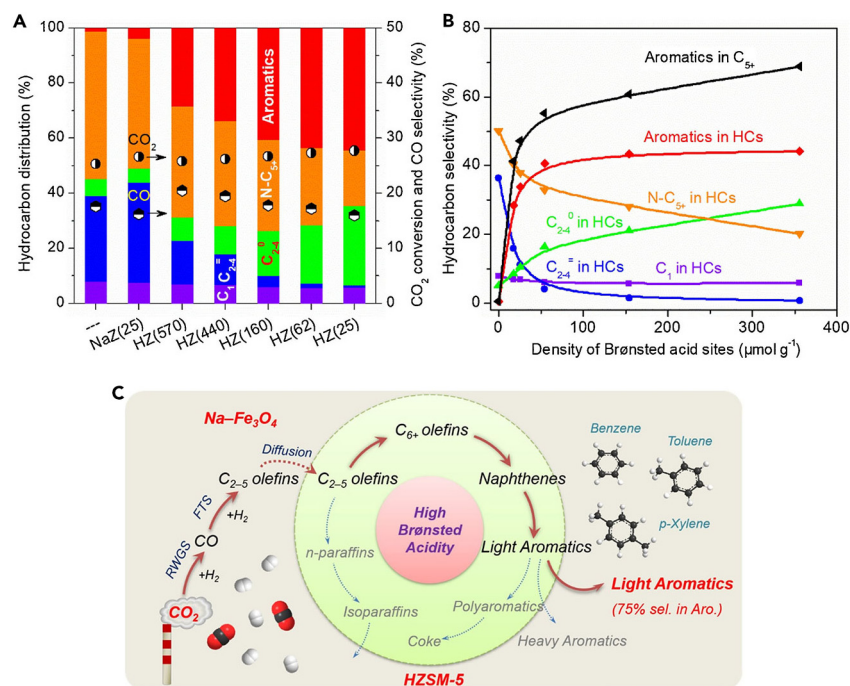 A
Hydrocarbon distribution (%)
100
80
60
40
20
0
CO2
CO
C1
C2-4=
C2-40
N-C5+
Aromatics
50
40
30
20
10
0
CO2 conversion and CO selectivity (%)
---
NaZ(25)
HZ(570)
HZ(440)
HZ(160)
HZ(62)
HZ(25)
B
Hydrocarbon selectivity (%)
80
60
40
20
0
Aromatics in C5+
Aromatics in HCs
N-C5+ in HCs
C2-40 in HCs
C2-4= in HCs
C1 in HCs
0
100
200
300
400
Density of Brønsted acid sites (μmol g-1)
C
Na–Fe3O4
C6+ olefins
Benzene
Toluene
Diffusion
C2–5 olefins
C2–5 olefins
Naphthenes
FTS
+H2
High
Brønsted
Acidity
p-Xylene
CO
n-paraffins
Light Aromatics
RWGS
+H2
Light Aromatics
CO2
Isoparaffins
Polyaromatics
(75% sel. in Aro.)
Coke
Heavy Aromatics
HZSM-5